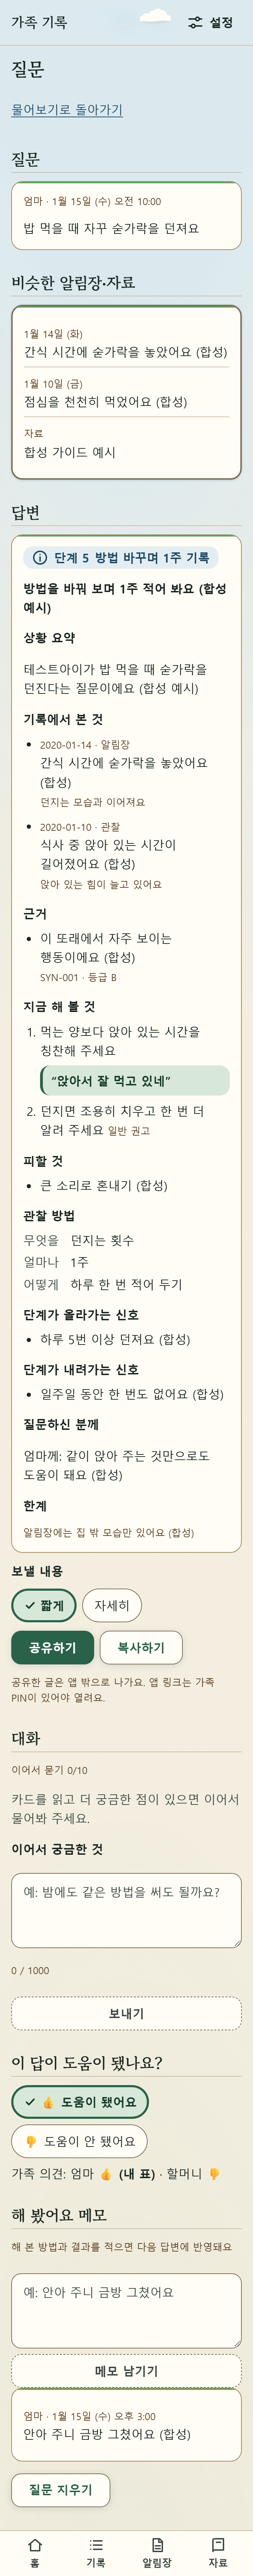 가족 기록
설정
질문
물어보기로 돌아가기
질문
엄마 · 1월 15일 (수) 오전 10:00
밥 먹을 때 자꾸 숟가락을 던져요
비슷한 알림장·자료
1월 14일 (화)
간식 시간에 숟가락을 놓았어요 (합성)
1월 10일 (금)
점심을 천천히 먹었어요 (합성)
자료
합성 가이드 예시
답변
단계 5 방법 바꾸며 1주 기록
방법을 바꿔 보며 1주 적어 봐요 (합성
예시)
상황 요약
테스트아이가 밥 먹을 때 숟가락을
던진다는 질문이에요 (합성 예시)
기록에서 본 것
2020-01-14 · 알림장
간식 시간에 숟가락을 놓았어요
(합성)
던지는 모습과 이어져요
2020-01-10 · 관찰
식사 중 앉아 있는 시간이
길어졌어요 (합성)
앉아 있는 힘이 늘고 있어요
근거
이 또래에서 자주 보이는
행동이에요 (합성)
SYN-001 · 등급 B
지금 해 볼 것
1. 먹는 양보다 앉아 있는 시간을
칭찬해 주세요
“앉아서 잘 먹고 있네”
2. 던지면 조용히 치우고 한 번 더
알려 주세요 일반 권고
피할 것
큰 소리로 혼내기 (합성)
관찰 방법
무엇을 던지는 횟수
얼마나 1주
어떻게 하루 한 번 적어 두기
단계가 올라가는 신호
하루 5번 이상 던져요 (합성)
단계가 내려가는 신호
일주일 동안 한 번도 없어요 (합성)
질문하신 분께
엄마께: 같이 앉아 주는 것만으로도
도움이 돼요 (합성)
한계
알림장에는 집 밖 모습만 있어요 (합성)
보낼 내용
짧게
자세히
공유하기
복사하기
공유한 글은 앱 밖으로 나가요. 앱 링크는 가족
PIN이 있어야 열려요.
대화
이어서 묻기 0/10
카드를 읽고 더 궁금한 점이 있으면 이어서
물어봐 주세요.
이어서 궁금한 것
예: 밤에도 같은 방법을 써도 될까요?
0 / 1000
보내기
이 답이 도움이 됐나요?
👍 도움이 됐어요
👎 도움이 안 됐어요
가족 의견: 엄마 👍 (내 표) · 할머니 👎
해 봤어요 메모
해 본 방법과 결과를 적으면 다음 답변에 반영돼요
예: 안아 주니 금방 그쳤어요
메모 남기기
엄마 · 1월 15일 (수) 오후 3:00
안아 주니 금방 그쳤어요 (합성)
질문 지우기
홈
기록
알림장
자료